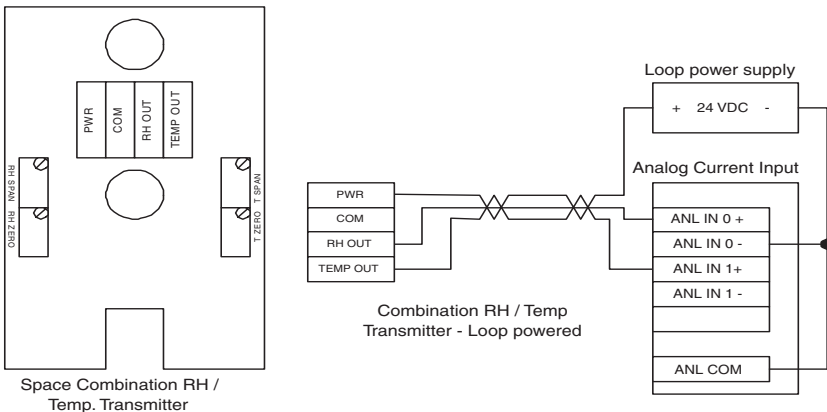 PWR
COM
RH OUT
TEMP OUT
RH SPAN
RH ZERO
T SPAN
T ZERO
Space Combination RH /
Temp. Transmitter
PWR
COM
RH OUT
TEMP OUT
Combination RH / Temp
Transmitter - Loop powered
Loop power supply
+ 24 VDC -
Analog Current Input
ANL IN 0 +
ANL IN 0 -
ANL IN 1+
ANL IN 1 -
ANL COM